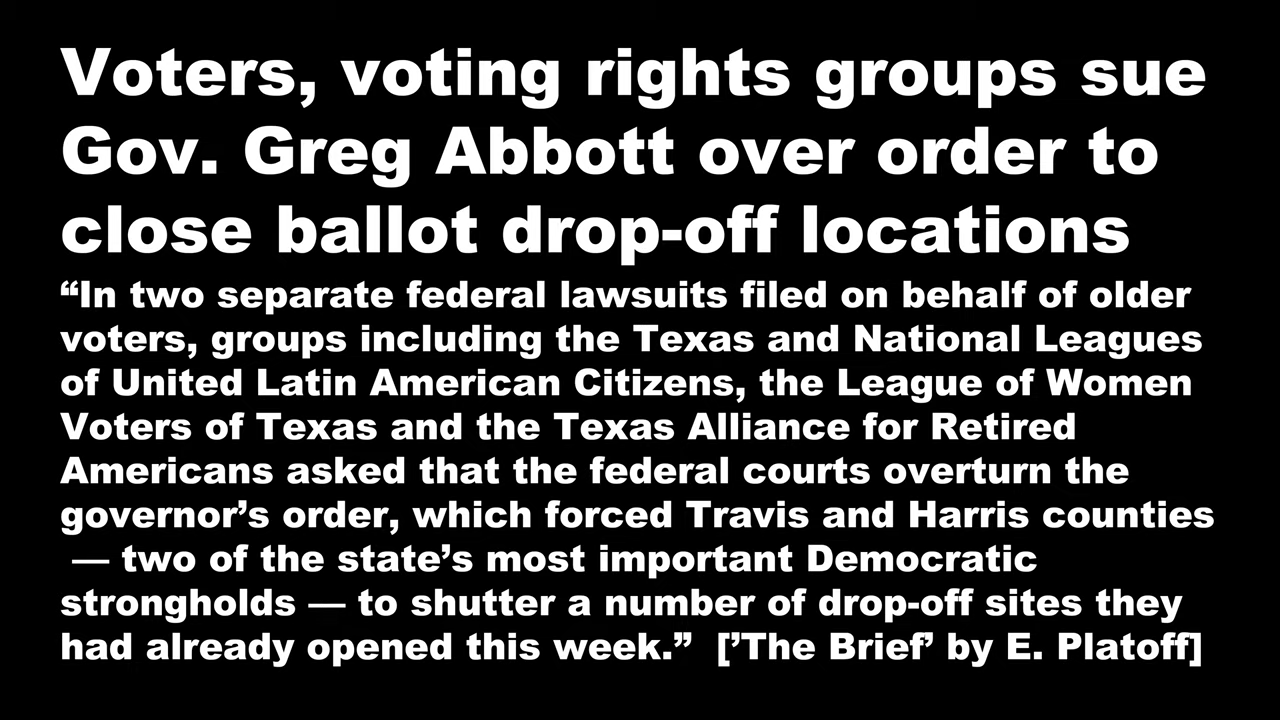 Voters, voting rights groups sue
Gov. Greg Abbott over order to
close ballot drop-off locations
“In two separate federal lawsuits filed on behalf of older
voters, groups including the Texas and National Leagues
of United Latin American Citizens, the League of Women
Voters of Texas and the Texas Alliance for Retired
Americans asked that the federal courts overturn the
governor’s order, which forced Travis and Harris counties
— two of the state’s most important Democratic
strongholds — to shutter a number of drop-off sites they
had already opened this week.” [’The Brief’ by E. Platoff]